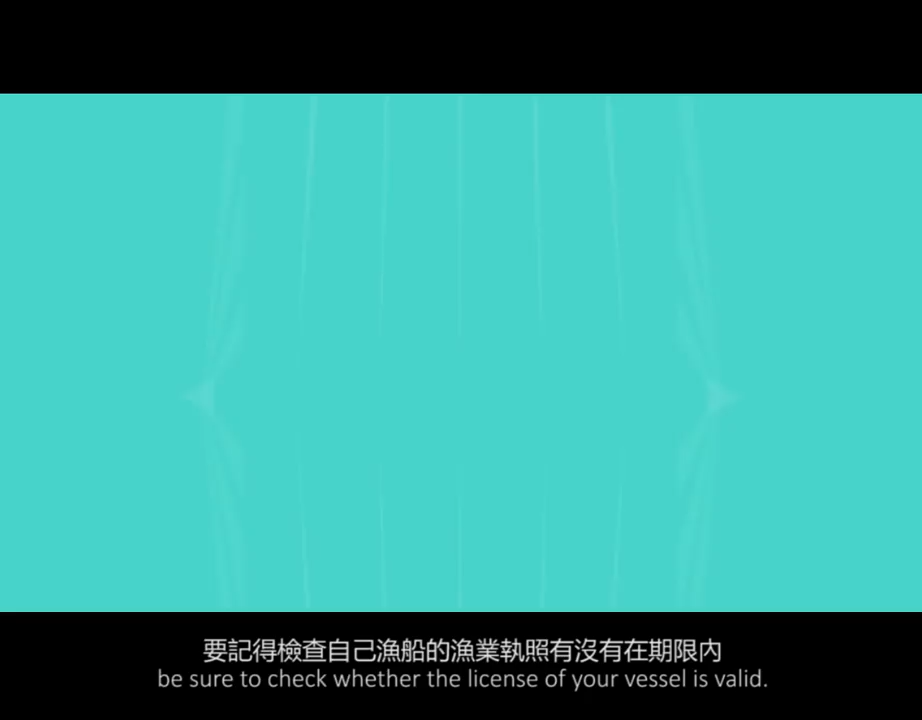 要記得檢查自己漁船的漁業執照有沒有在期限內
be sure to check whether the license of your vessel is valid.